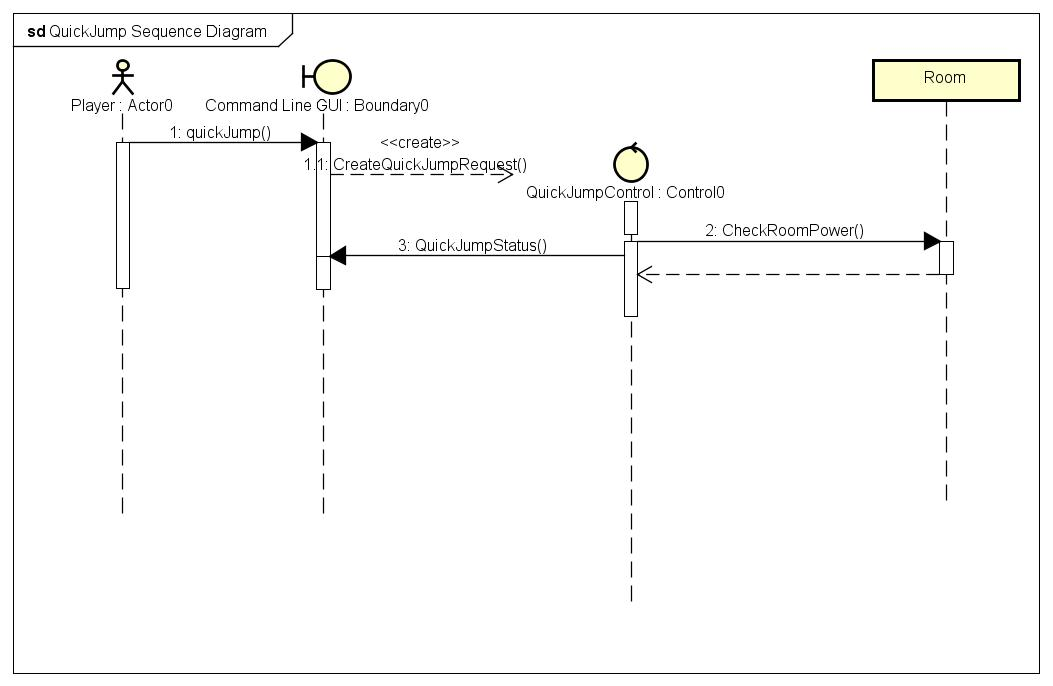 sd QuickJump Sequence Diagram
Player : Actor0
Command Line GUI : Boundary0
Room
1: quickJump()
<<create>>
1.1: CreateQuickJumpRequest()
QuickJumpControl : Control0
2: CheckRoomPower()
3: QuickJumpStatus()